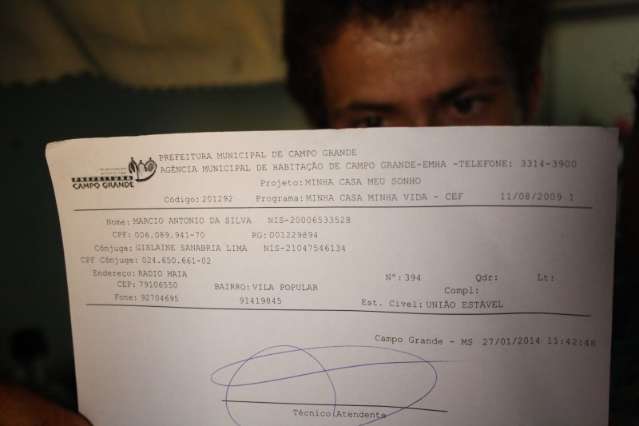 PREFEITURA MUNICIPAL DE CAMPO GRANDE
AGÊNCIA MUNICIPAL DE HABITAÇÃO DE CAMPO GRANDE-EMHA -TELEFONE: 3314-3900
PREFEITURA
CAMPO GRANDE
Projeto: MINHA CASA MEU SONHO
Código: 201292 Programa: MINHA CASA MINHA VIDA - CEF 11/08/2009 1
Nome: MARCIO ANTONIO DA SILVA NIS-20006533528
CPF: 006.089.941-70 RG: 001229894
Cônjuge: GISLAINE SANABRIA LIMA NIS-21047546134
CPF Cônjuge: 024.650.661-02
Endereco: RADIO MAIA Nº: 394 Qdr: Lt:
CEP: 79106550 BAIRRO: VILA POPULAR Compl:
Fone: 92704695 91419845 Est. Civel: UNIÃO ESTÁVEL
Campo Grande - MS 27/01/2014 11:42:48
Técnico Atendente